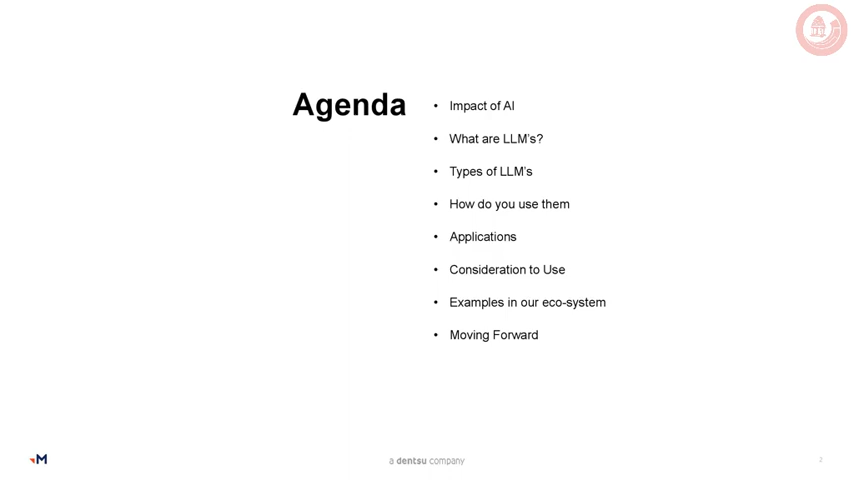 Agenda
• Impact of AI
• What are LLM's?
• Types of LLM's
• How do you use them
• Applications
• Consideration to Use
• Examples in our eco-system
• Moving Forward
M
a dentsu company
2